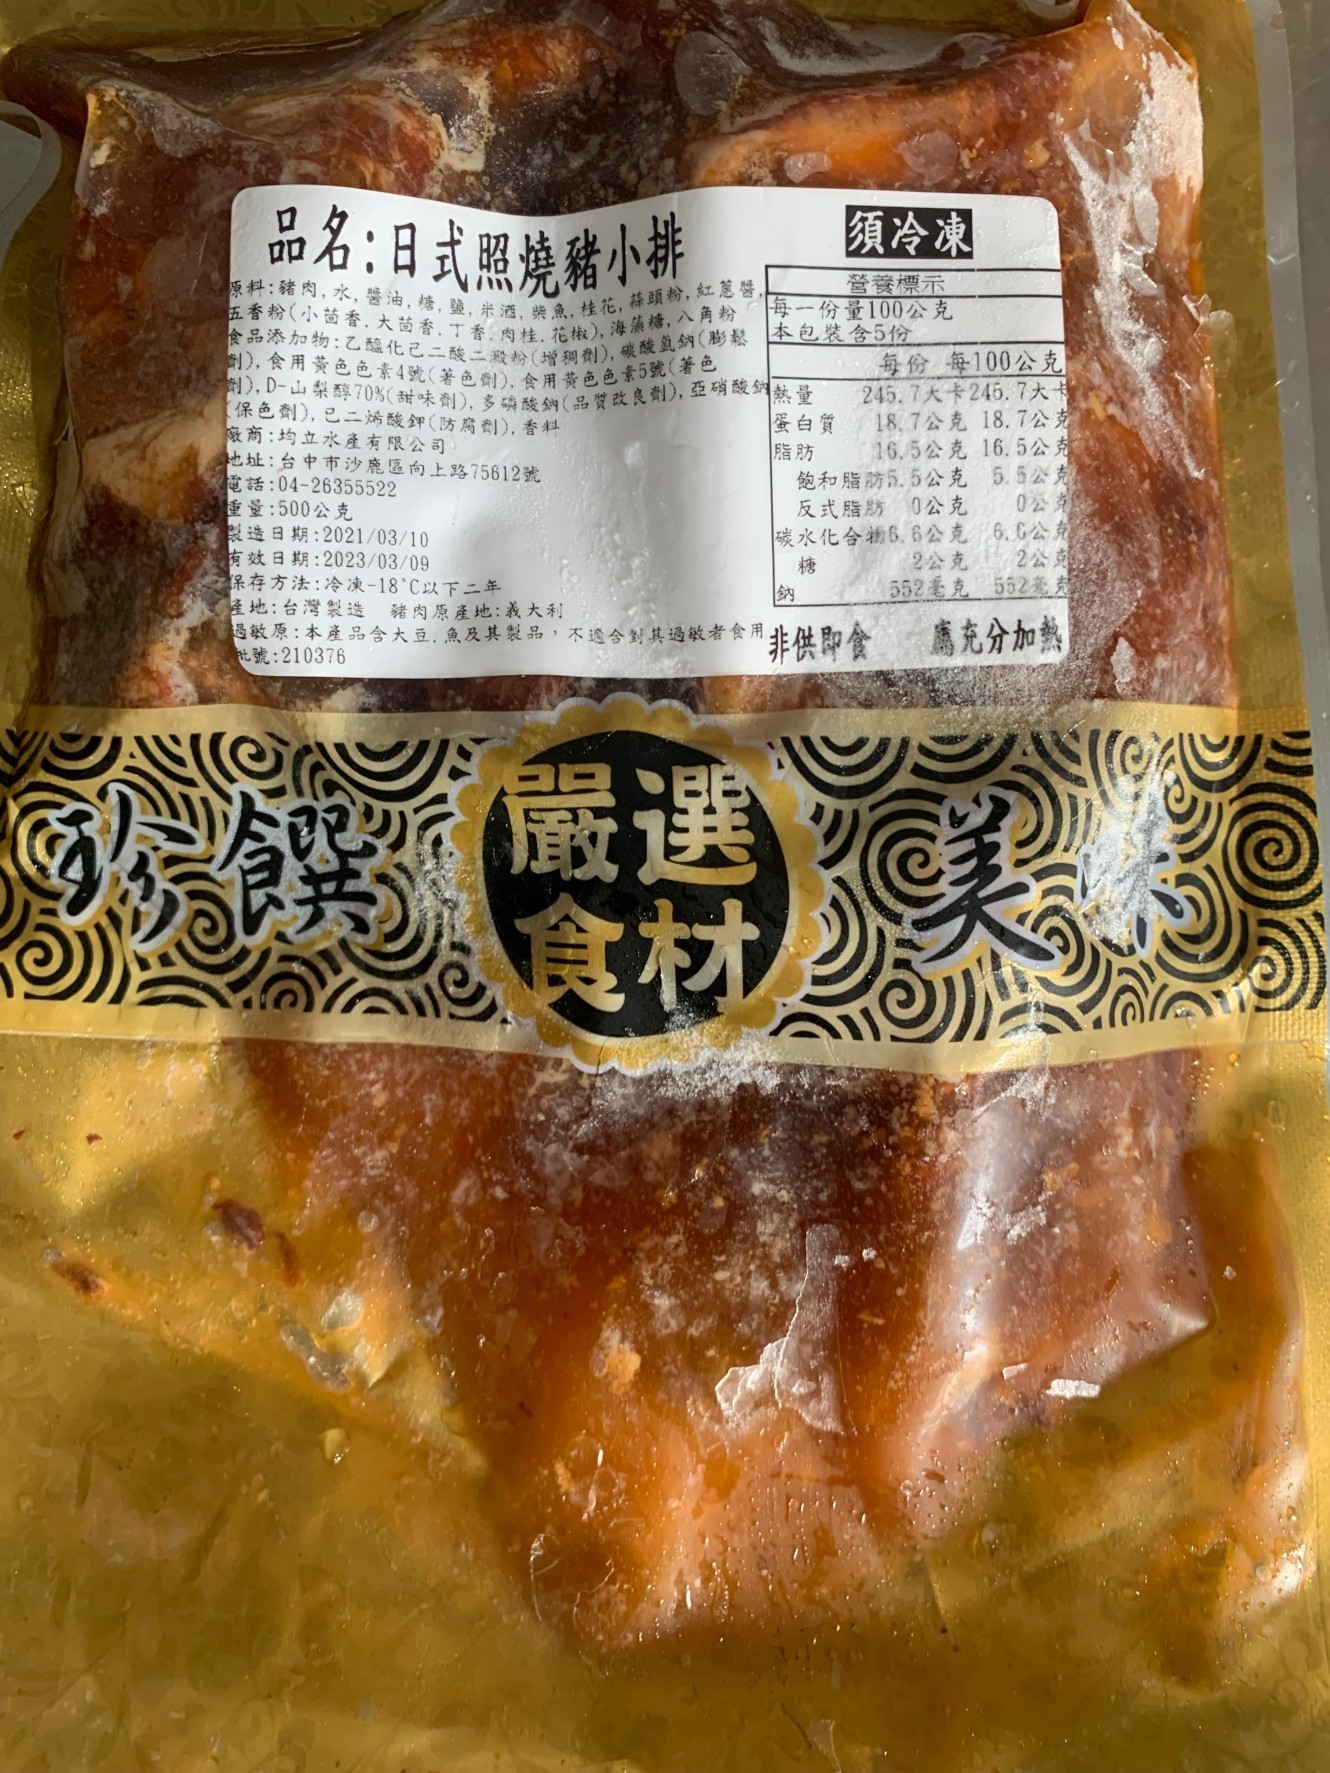 品名:日式照燒豬小排
原料:豬肉,水,醬油,糖,鹽,米酒,柴魚,桂花,蒜頭粉,紅蔥醬,
五香粉(小茴香.大茴香.丁香.肉桂.花椒),海藻糖,八角粉
食品添加物:乙醯化己二酸二澱粉(增稠劑),碳酸氫鈉(膨鬆
劑),食用黃色色素4號(著色劑),食用黃色色素5號(著色
劑),D-山梨醇70%(甜味劑),多磷酸鈉(品質改良劑),亞硝酸鈉
(保色劑),己二烯酸鉀(防腐劑),香料
廠商:均立水產有限公司
地址:台中市沙鹿區向上路75612號
電話:04-26355522
重量:500公克
製造日期:2021/03/10
有效日期:2023/03/09
保存方法:冷凍-18°C以下二年
產地:台灣製造 豬肉原產地:義大利
過敏原:本產品含大豆.魚及其製品，不適合對其過敏者食用
批號:210376
須冷凍
營養標示
每一份量100公克
本包裝含5份
每份 每100公克
熱量 245.7大卡 245.7大卡
蛋白質 18.7公克 18.7公克
脂肪 16.5公克 16.5公克
飽和脂肪 5.5公克 5.5公克
反式脂肪 0公克 0公克
碳水化合物 6.6公克 6.6公克
糖 2公克 2公克
鈉 552毫克 552毫克
非供即食 應充分加熱
珍饌
嚴選
食材
美味